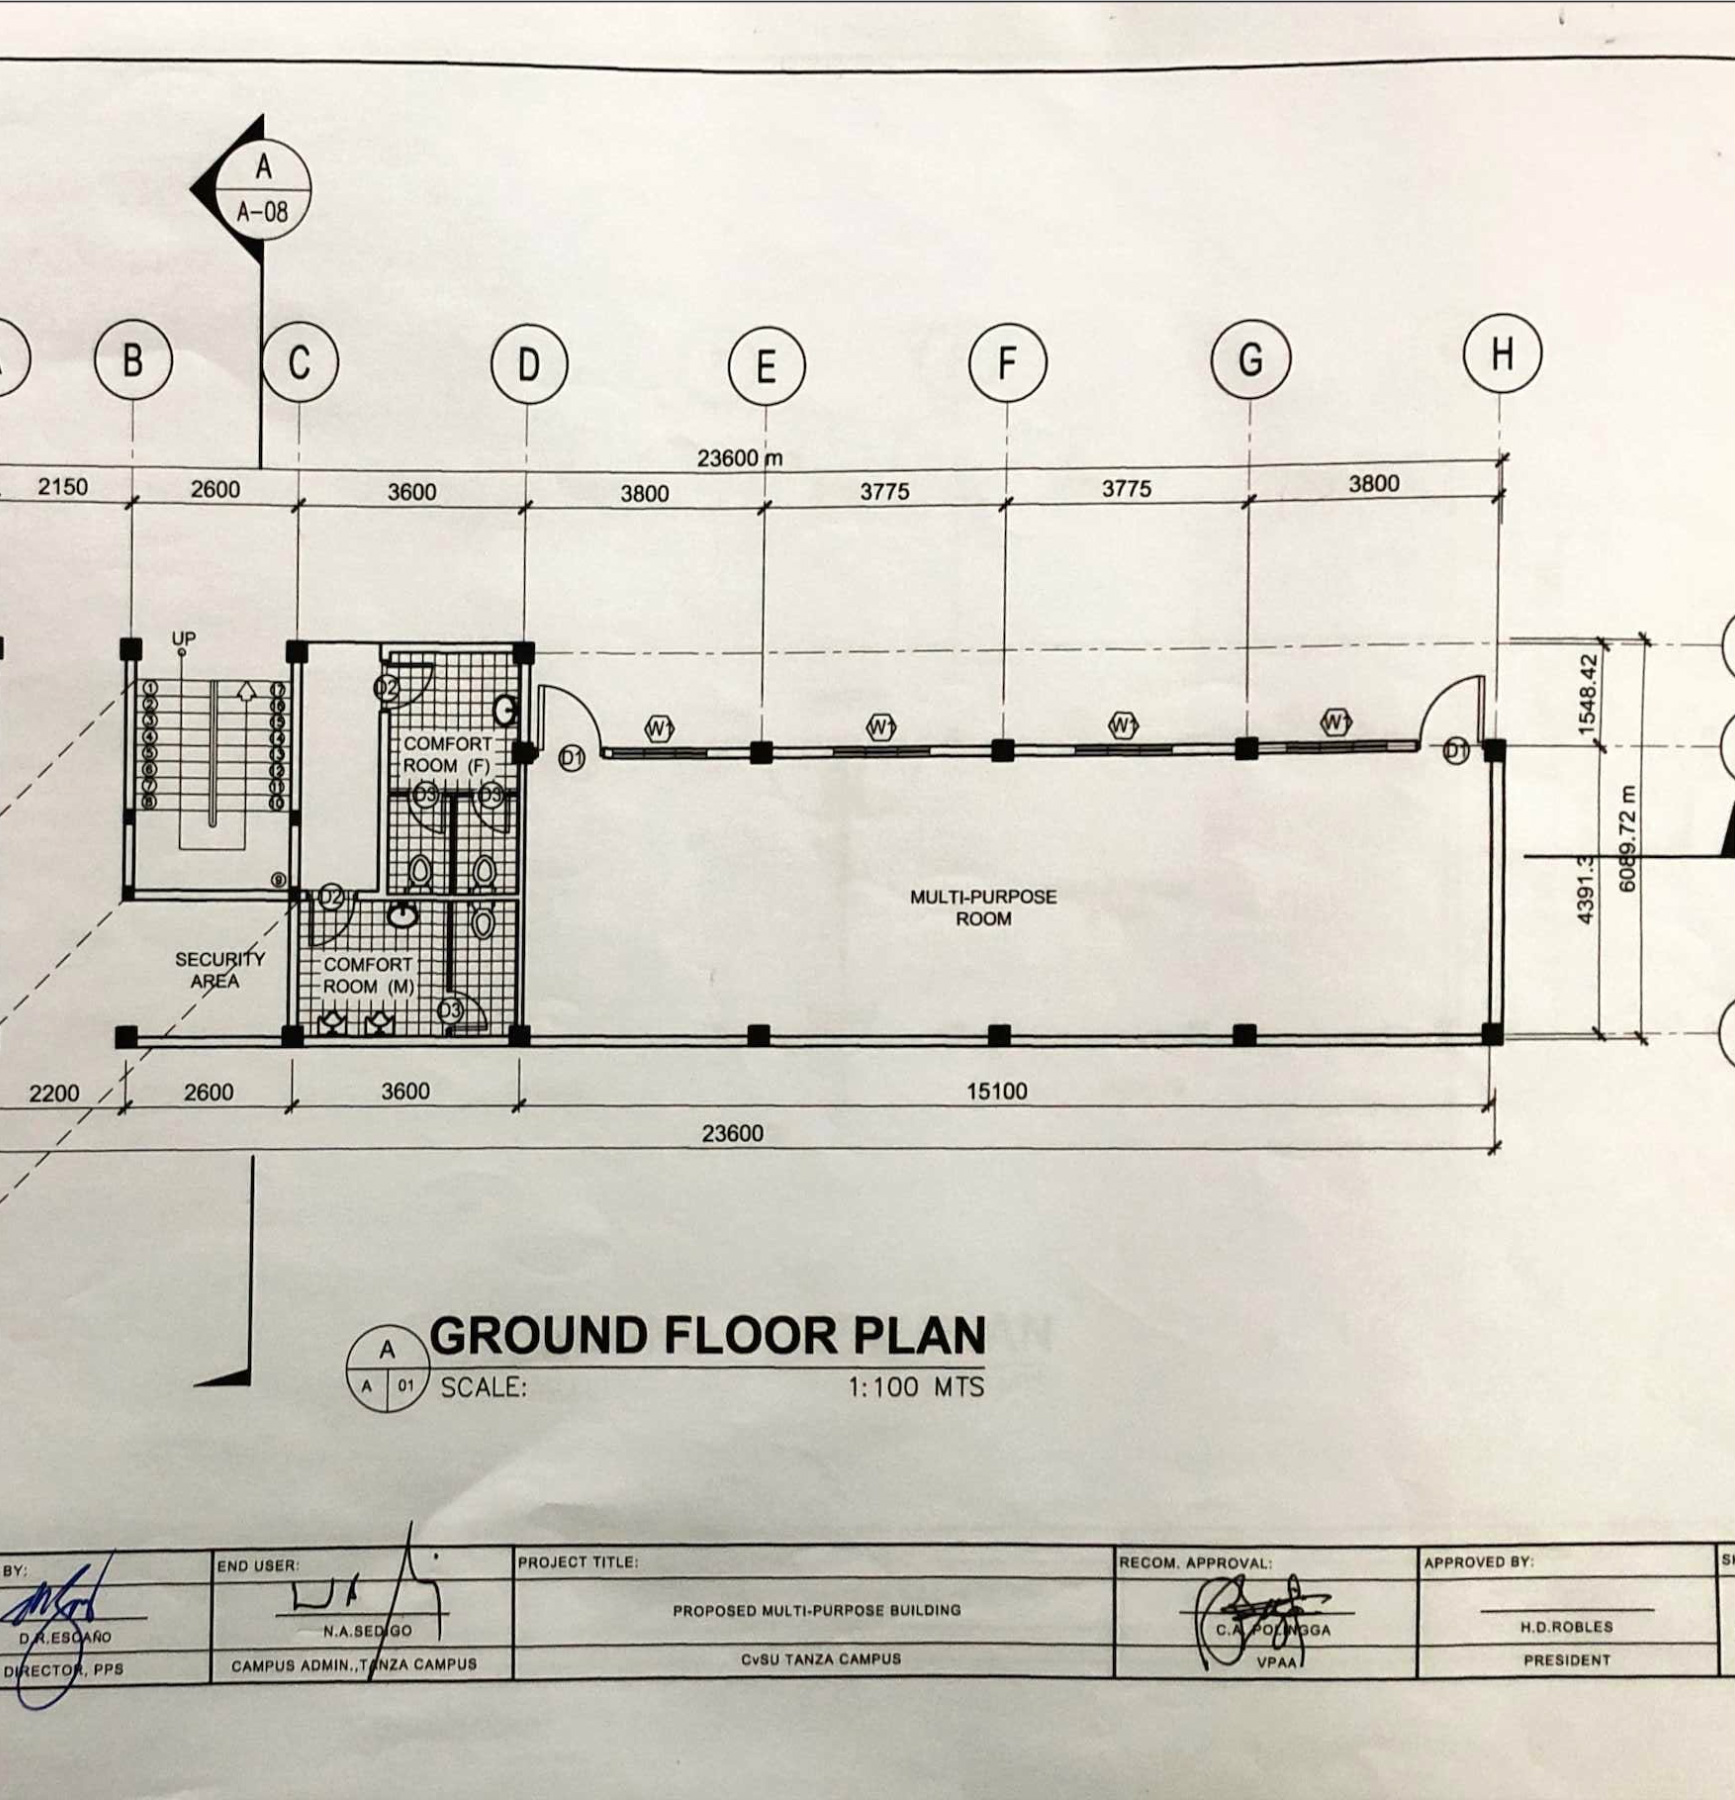 A
A-08
B
C
D
E
F
G
H
23600 m
2150
2600
3600
3800
3775
3775
3800
UP
1
2
3
4
5
6
7
8
17
16
15
14
13
12
11
10
9
D2
COMFORT
ROOM (F)
D3
D3
D1
W1
W1
W1
W1
D1
1548.42
4391.3
6089.72 m
MULTI-PURPOSE
ROOM
SECURITY
AREA
D2
COMFORT
ROOM (M)
D3
2200
2600
3600
15100
23600
A
A 01
GROUND FLOOR PLAN
SCALE: 1:100 MTS
BY:
D.R.ESCAÑO
DIRECTOR, PPS
END USER:
N.A.SEDIGO
CAMPUS ADMIN.,TANZA CAMPUS
PROJECT TITLE:
PROPOSED MULTI-PURPOSE BUILDING
CvSU TANZA CAMPUS
RECOM. APPROVAL:
C.A. POLINGGA
VPAA
APPROVED BY:
H.D.ROBLES
PRESIDENT